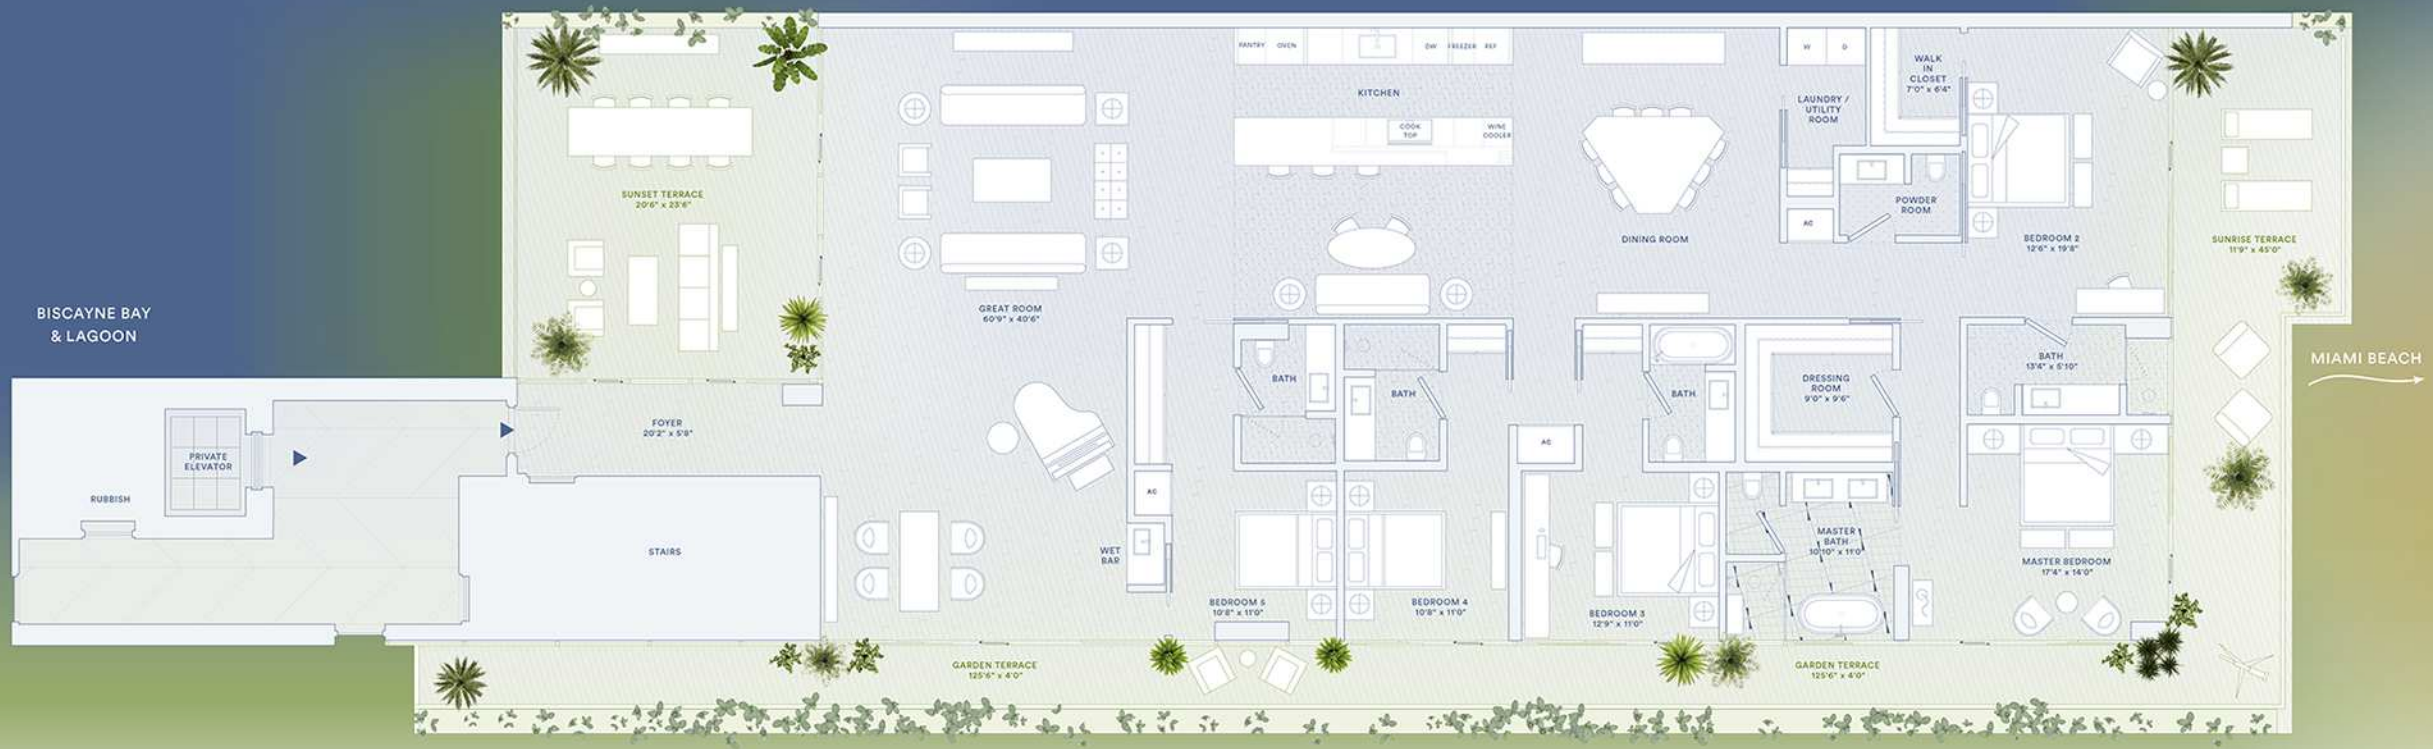 BISCAYNE BAY
& LAGOON
PRIVATE
ELEVATOR
RUBBISH
SUNSET TERRACE
20'6" x 23'6"
FOYER
20'2" x 5'8"
STAIRS
GREAT ROOM
60'9" x 40'6"
AC
WET
BAR
PANTRY
OVEN
DW
FREEZER
REF
KITCHEN
COOK
TOP
WINE
COOLER
DINING ROOM
W
D
LAUNDRY /
UTILITY
ROOM
AC
WALK
IN
CLOSET
7'0" x 6'4"
POWDER
ROOM
BEDROOM 2
12'6" x 19'8"
SUNRISE TERRACE
11'9" x 45'0"
MIAMI BEACH
BATH
BATH
AC
BATH
DRESSING
ROOM
9'0" x 9'6"
BATH
13'4" x 5'10"
BEDROOM 5
10'8" x 11'0"
BEDROOM 4
10'8" x 11'0"
BEDROOM 3
12'9" x 11'0"
MASTER
BATH
10'10" x 11'0"
MASTER BEDROOM
17'4" x 14'0"
GARDEN TERRACE
125'6" x 4'0"
GARDEN TERRACE
125'6" x 4'0"